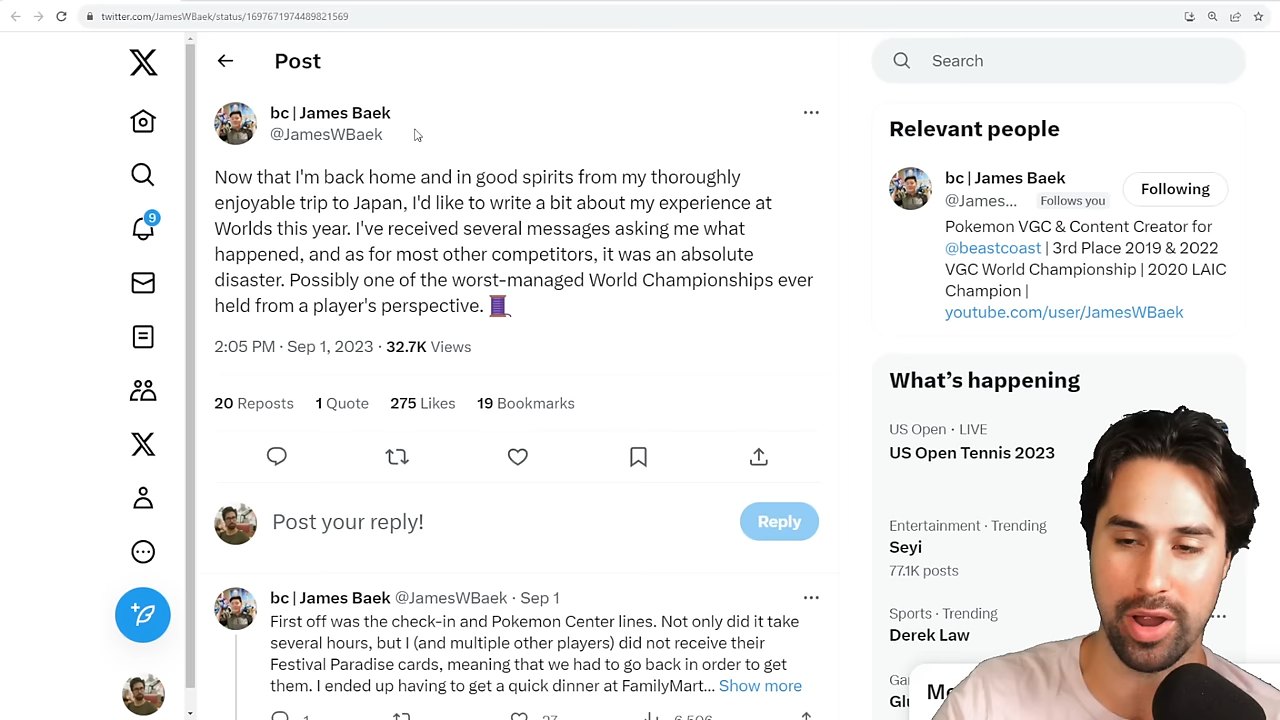 twitter.com/JamesWBaek/status/1697671974489821569
Post
Search
bc | James Baek
@JamesWBaek
Now that I'm back home and in good spirits from my thoroughly
enjoyable trip to Japan, I'd like to write a bit about my experience at
Worlds this year. I've received several messages asking me what
happened, and as for most other competitors, it was an absolute
disaster. Possibly one of the worst-managed World Championships ever
held from a player's perspective.
2:05 PM · Sep 1, 2023 · 32.7K Views
20 Reposts 1 Quote 275 Likes 19 Bookmarks
9
Post your reply!
Reply
bc | James Baek @JamesWBaek · Sep 1
First off was the check-in and Pokemon Center lines. Not only did it take
several hours, but I (and multiple other players) did not receive their
Festival Paradise cards, meaning that we had to go back in order to get
them. I ended up having to get a quick dinner at FamilyMart... Show more
1 27 6,506
Relevant people
bc | James Baek
@James... Follows you
Following
Pokemon VGC & Content Creator for
@beastcoast | 3rd Place 2019 & 2022
VGC World Championship | 2020 LAIC
Champion |
youtube.com/user/JamesWBaek
What's happening
US Open · LIVE
US Open Tennis 2023
Entertainment · Trending
Seyi
77.1K posts
Sports · Trending
Derek Law